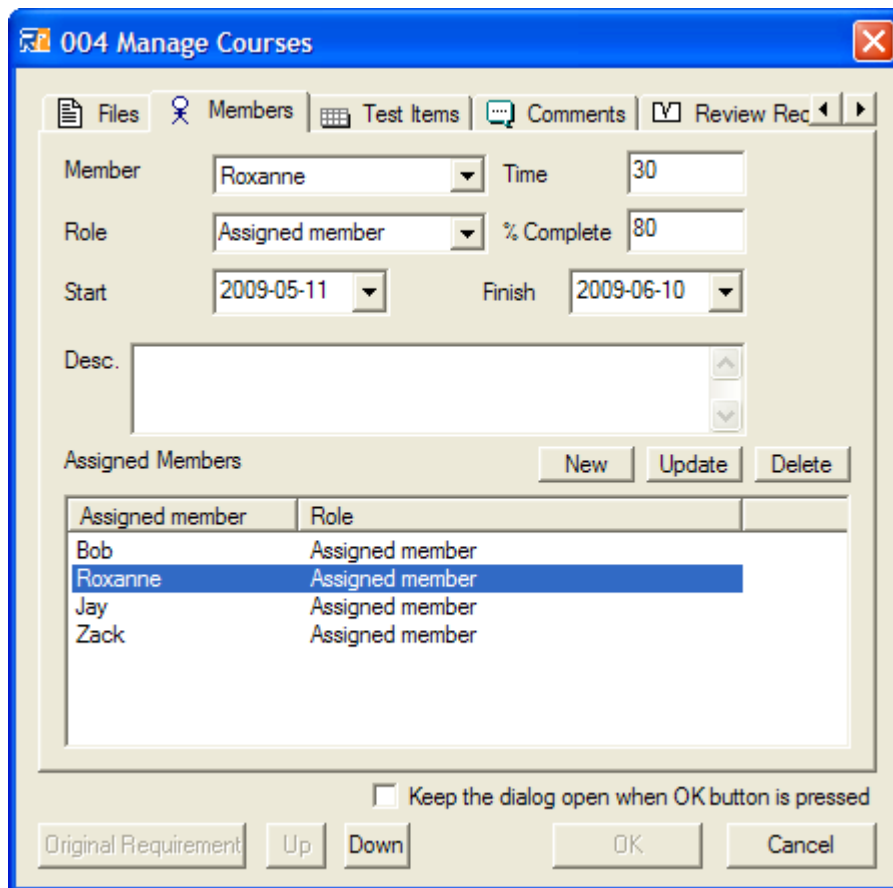 004 Manage Courses
Files Members Test Items Comments Review Rec
Member Roxanne Time 30
Role Assigned member % Complete 80
Start 2009-05-11 Finish 2009-06-10
Desc.
Assigned Members New Update Delete
Assigned member Role
Bob Assigned member
Roxanne Assigned member
Jay Assigned member
Zack Assigned member
Keep the dialog open when OK button is pressed
Original Requirement Up Down OK Cancel